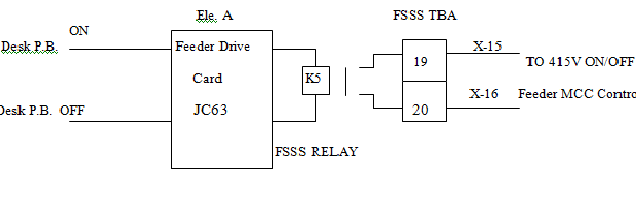 Ele. A
FSSS TBA
ON
Desk P.B.
Feeder Drive
X-15
19
TO 415V ON/OFF
Card
K5
X-16
Feeder MCC Contro
Desk P.B. OFF
JC63
20
FSSS RELAY